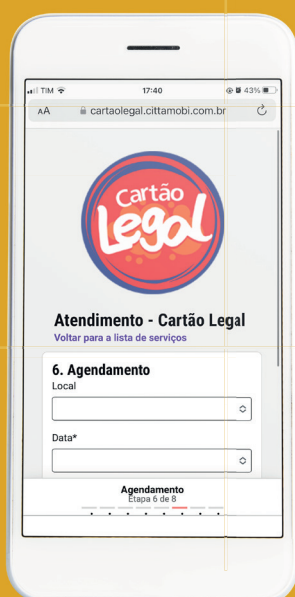 TIM 17:40 43%
AA cartaolegal.cittamobi.com.br
Cartão
Legal
Atendimento - Cartão Legal
Voltar para a lista de serviços
6. Agendamento
Local
Data*
Agendamento
Etapa 6 de 8